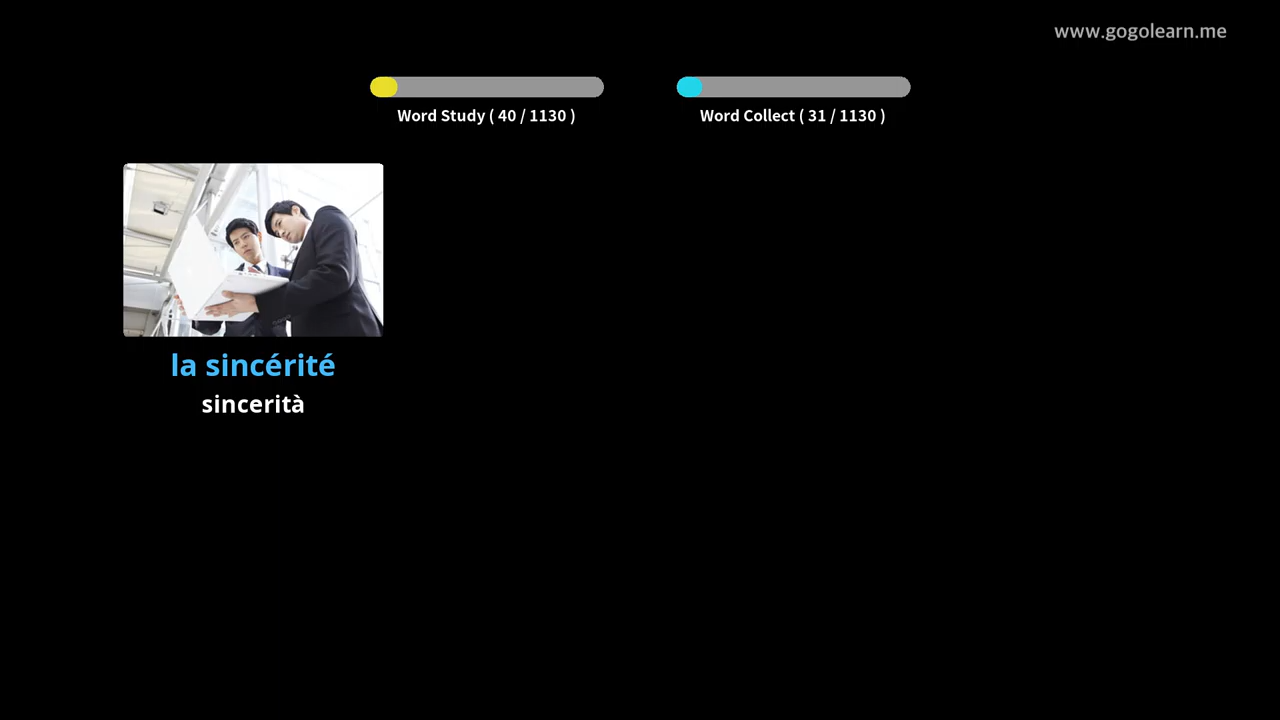 www.gogolearn.me
Word Study ( 40 / 1130 )
Word Collect ( 31 / 1130 )
la sincérité
sincerità